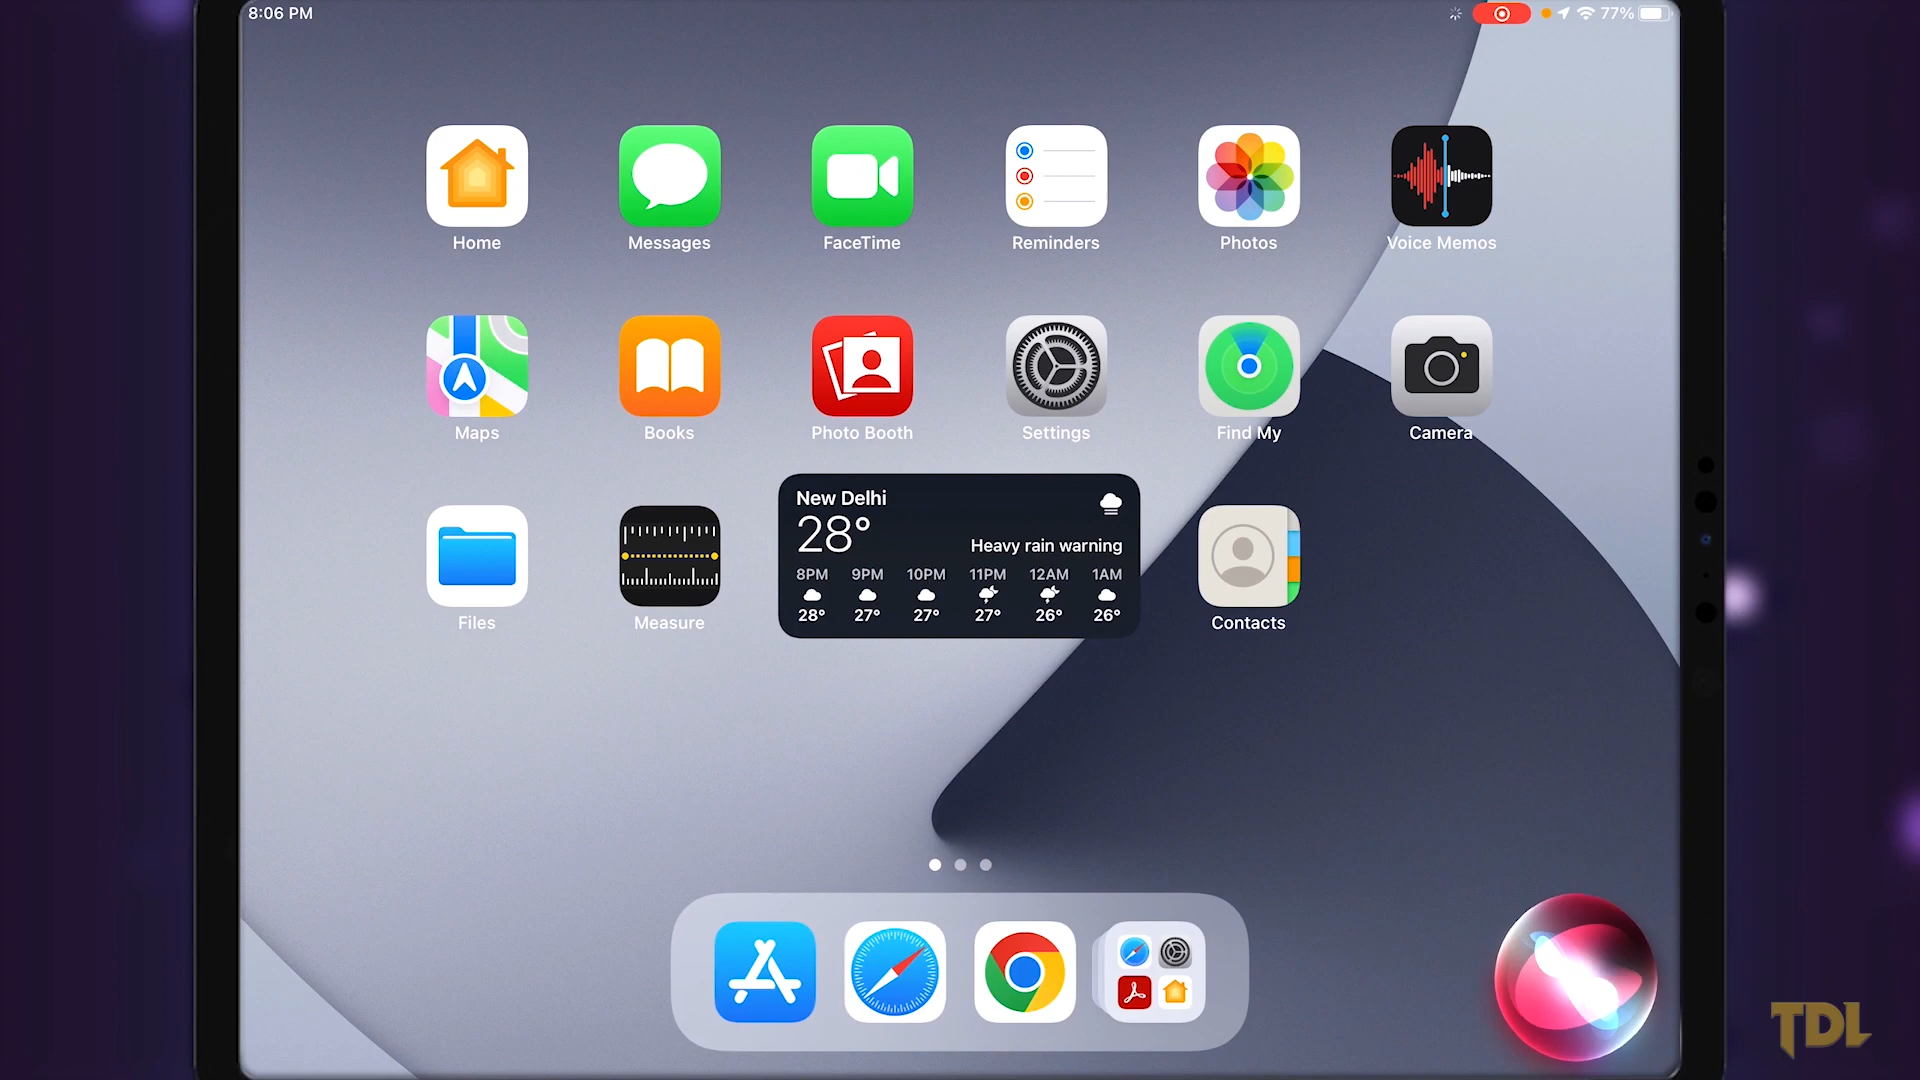 8:06 PM 77%
Home Messages FaceTime Reminders Photos Voice Memos
Maps Books Photo Booth Settings Find My Camera
New Delhi
28°
Heavy rain warning
8PM 9PM 10PM 11PM 12AM 1AM
28° 27° 27° 27° 26° 26°
Files Measure Contacts
TDL